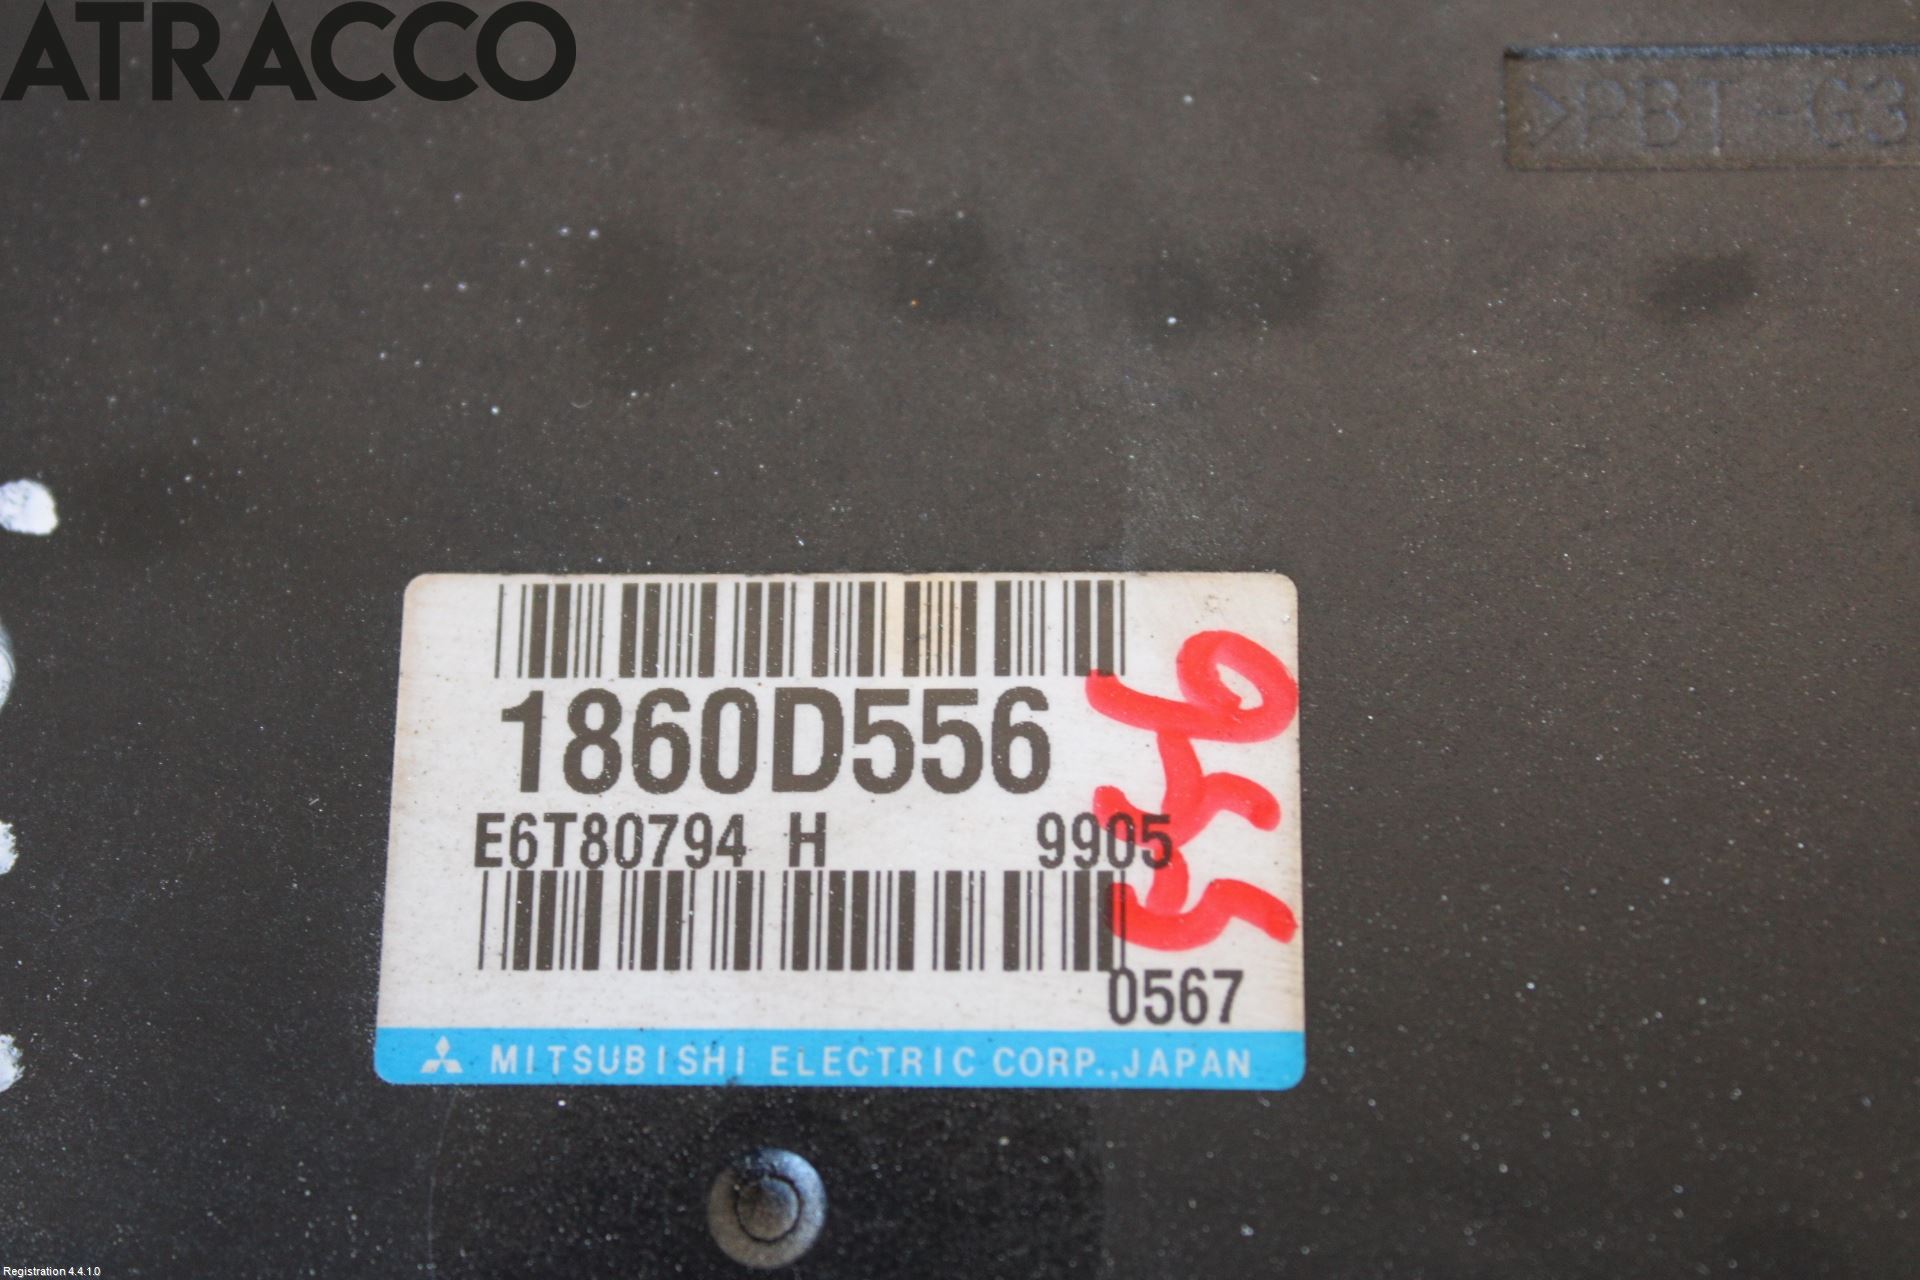 ATRACCO
>PBT-G3
1860D556
E6T80794 H 9905
955
0567
MITSUBISHI ELECTRIC CORP., JAPAN
Registration 4.4.1.0